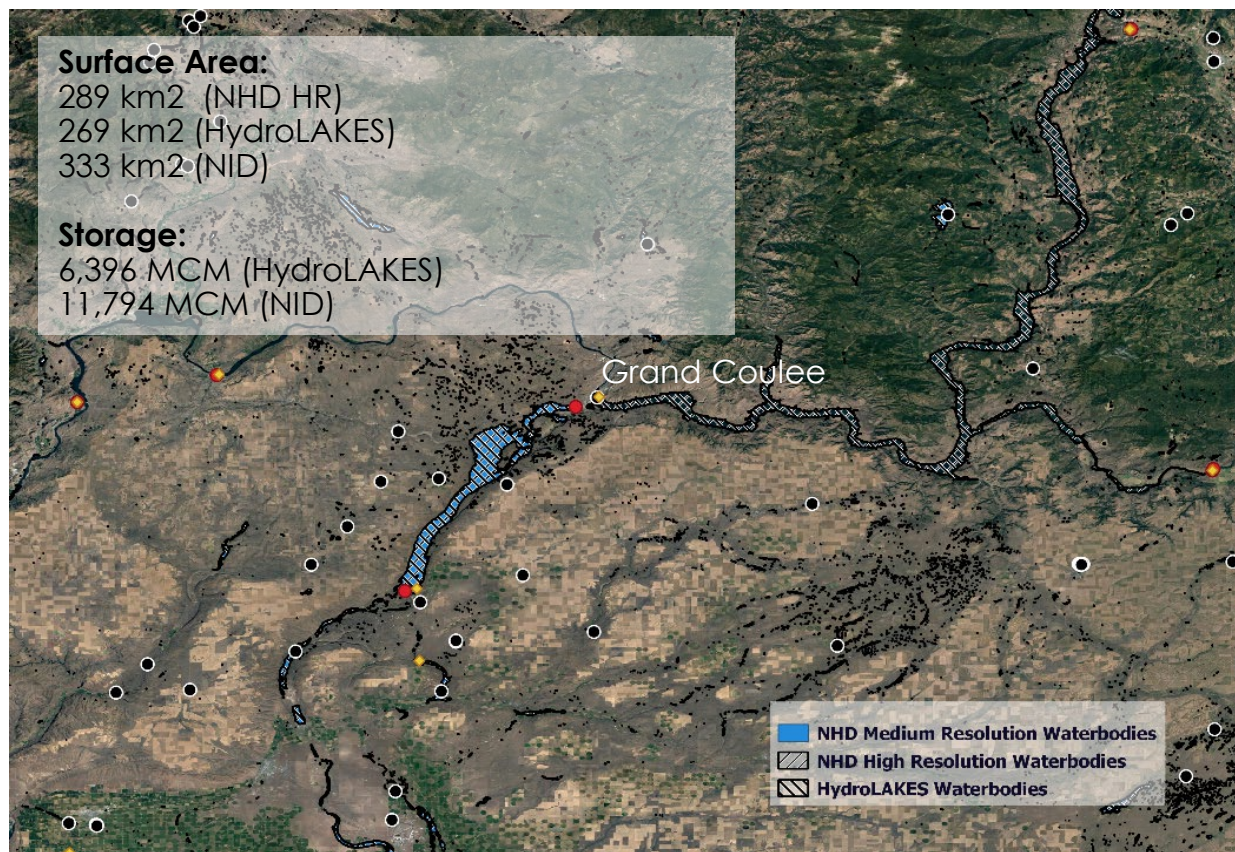 Surface Area:
289 km2 (NHD HR)
269 km2 (HydroLAKES)
333 km2 (NID)
Storage:
6,396 MCM (HydroLAKES)
11,794 MCM (NID)
Grand Coulee
NHD Medium Resolution Waterbodies
NHD High Resolution Waterbodies
HydroLAKES Waterbodies